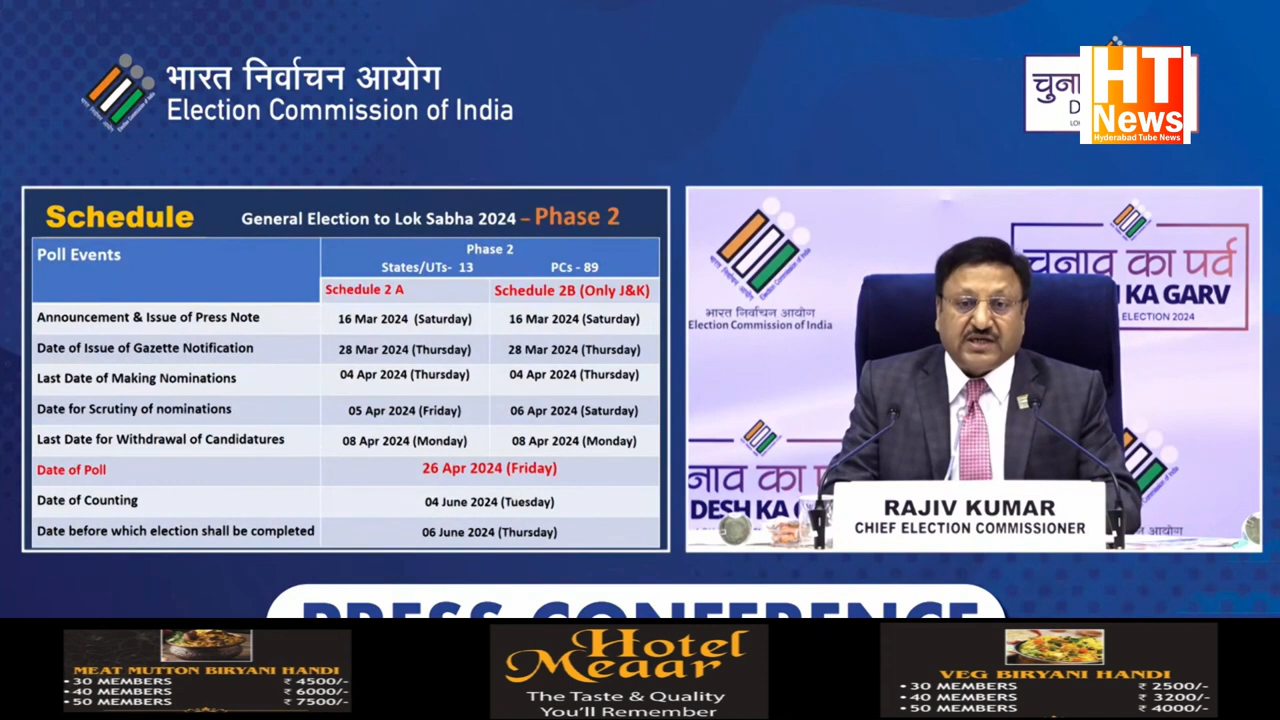 भारत निर्वाचन आयोग
Election Commission of India
चुना
HT
News
Hyderabad Tube News
Schedule General Election to Lok Sabha 2024 – Phase 2
Poll Events
Phase 2
States/UTs- 13 PCs - 89
Schedule 2 A Schedule 2B (Only J&K)
Announcement & Issue of Press Note 16 Mar 2024 (Saturday) 16 Mar 2024 (Saturday)
Date of Issue of Gazette Notification 28 Mar 2024 (Thursday) 28 Mar 2024 (Thursday)
Last Date of Making Nominations 04 Apr 2024 (Thursday) 04 Apr 2024 (Thursday)
Date for Scrutiny of nominations 05 Apr 2024 (Friday) 06 Apr 2024 (Saturday)
Last Date for Withdrawal of Candidatures 08 Apr 2024 (Monday) 08 Apr 2024 (Monday)
Date of Poll 26 Apr 2024 (Friday)
Date of Counting 04 June 2024 (Tuesday)
Date before which election shall be completed 06 June 2024 (Thursday)
भारत निर्वाचन आयोग
Election Commission of India
चुनाव का पर्व
H KA GARV
ELECTION 2024
नाव का प
DESH KA G
आयोग
RAJIV KUMAR
CHIEF ELECTION COMMISSIONER
PRESS CONFERENCE
MEAT MUTTON BIRYANI HANDI
• 30 MEMBERS ₹ 4500/-
• 40 MEMBERS ₹ 6000/-
• 50 MEMBERS ₹ 7500/-
Hotel
Meaar
The Taste & Quality
You'll Remember
VEG BIRYANI HANDI
• 30 MEMBERS ₹ 2500/-
• 40 MEMBERS ₹ 3200/-
• 50 MEMBERS ₹ 4000/-